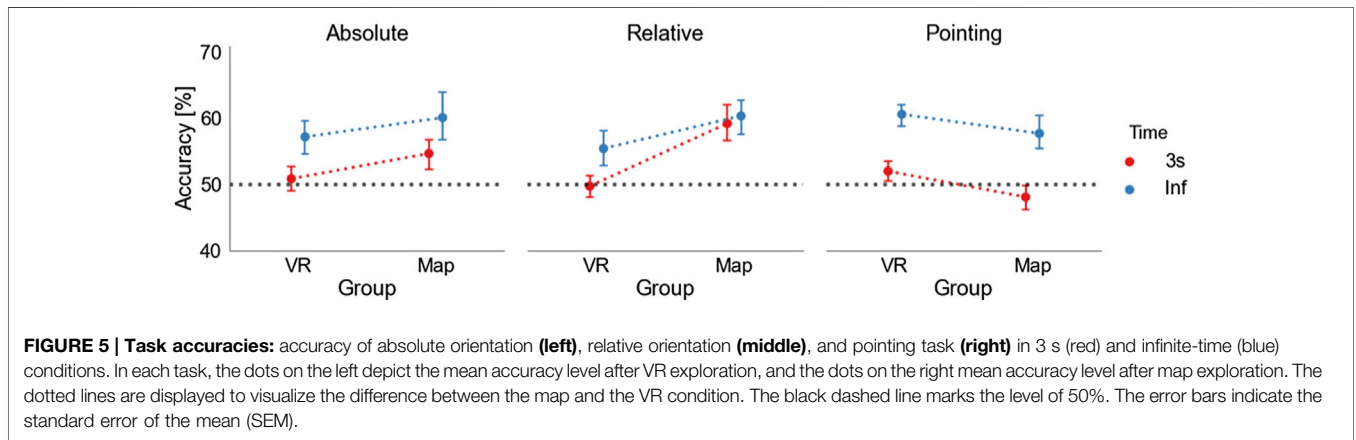 Absolute
Relative
Pointing
70
60
50
40
Accuracy [%]
VR Map
VR Map
VR Map
Group
Group
Group
Time
3s
Inf
FIGURE 5 | Task accuracies: accuracy of absolute orientation (left), relative orientation (middle), and pointing task (right) in 3 s (red) and infinite-time (blue)
conditions. In each task, the dots on the left depict the mean accuracy level after VR exploration, and the dots on the right mean accuracy level after map exploration. The
dotted lines are displayed to visualize the difference between the map and the VR condition. The black dashed line marks the level of 50%. The error bars indicate the
standard error of the mean (SEM).